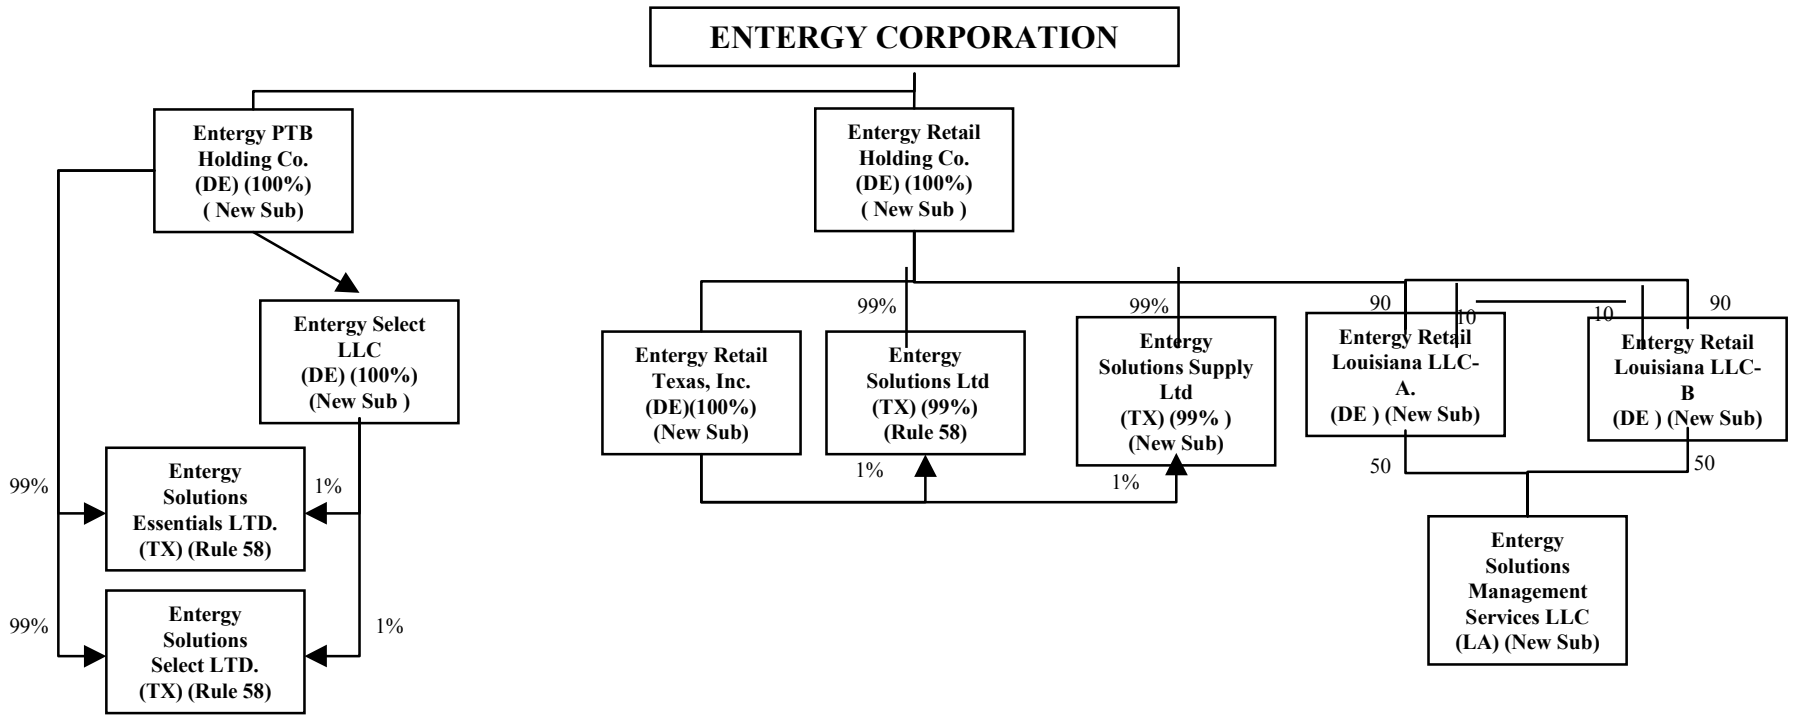 ENTERGY CORPORATION
Entergy PTB
Holding Co.
(DE) (100%)
( New Sub)
Entergy Retail
Holding Co.
(DE) (100%)
( New Sub )
Entergy Select
LLC
(DE) (100%)
(New Sub )
99%
99%
90
10
10
90
Entergy Retail
Texas, Inc.
(DE)(100%)
(New Sub)
Entergy
Solutions Ltd
(TX) (99%)
(Rule 58)
Entergy
Solutions Supply
Ltd
(TX) (99% )
(New Sub)
Entergy Retail
Louisiana LLC-
A.
(DE ) (New Sub)
Entergy Retail
Louisiana LLC-
B
(DE ) (New Sub)
1%
1%
50
50
99%
1%
Entergy
Solutions
Essentials LTD.
(TX) (Rule 58)
Entergy
Solutions
Management
Services LLC
(LA) (New Sub)
99%
1%
Entergy
Solutions
Select LTD.
(TX) (Rule 58)